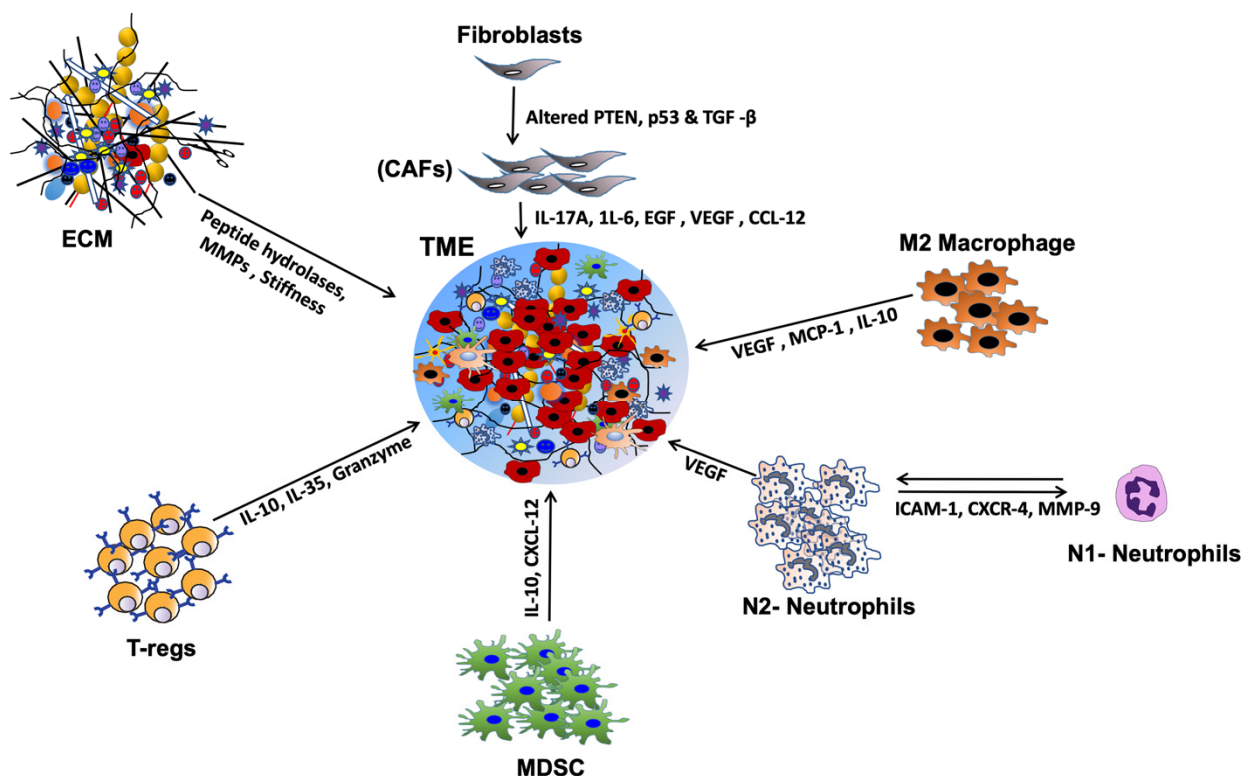 Fibroblasts
Altered PTEN, p53 & TGF -β
(CAFs)
IL-17A, 1L-6, EGF , VEGF , CCL-12
ECM
Peptide hydrolases,
MMPs , Stiffness
TME
M2 Macrophage
VEGF , MCP-1 , IL-10
IL-10, IL-35, Granzyme
T-regs
IL-10, CXCL-12
MDSC
VEGF
N2- Neutrophils
ICAM-1, CXCR-4, MMP-9
N1- Neutrophils